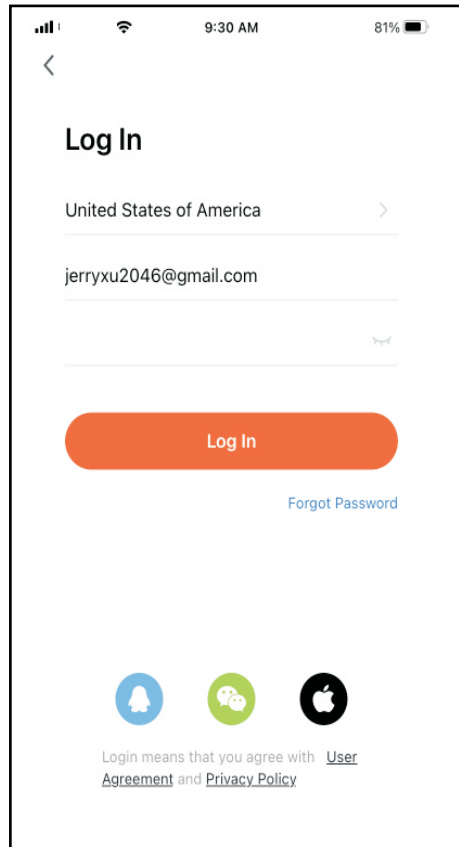 9:30 AM 81%
Log In
United States of America
jerryxu2046@gmail.com
Log In
Forgot Password
Login means that you agree with User
Agreement and Privacy Policy